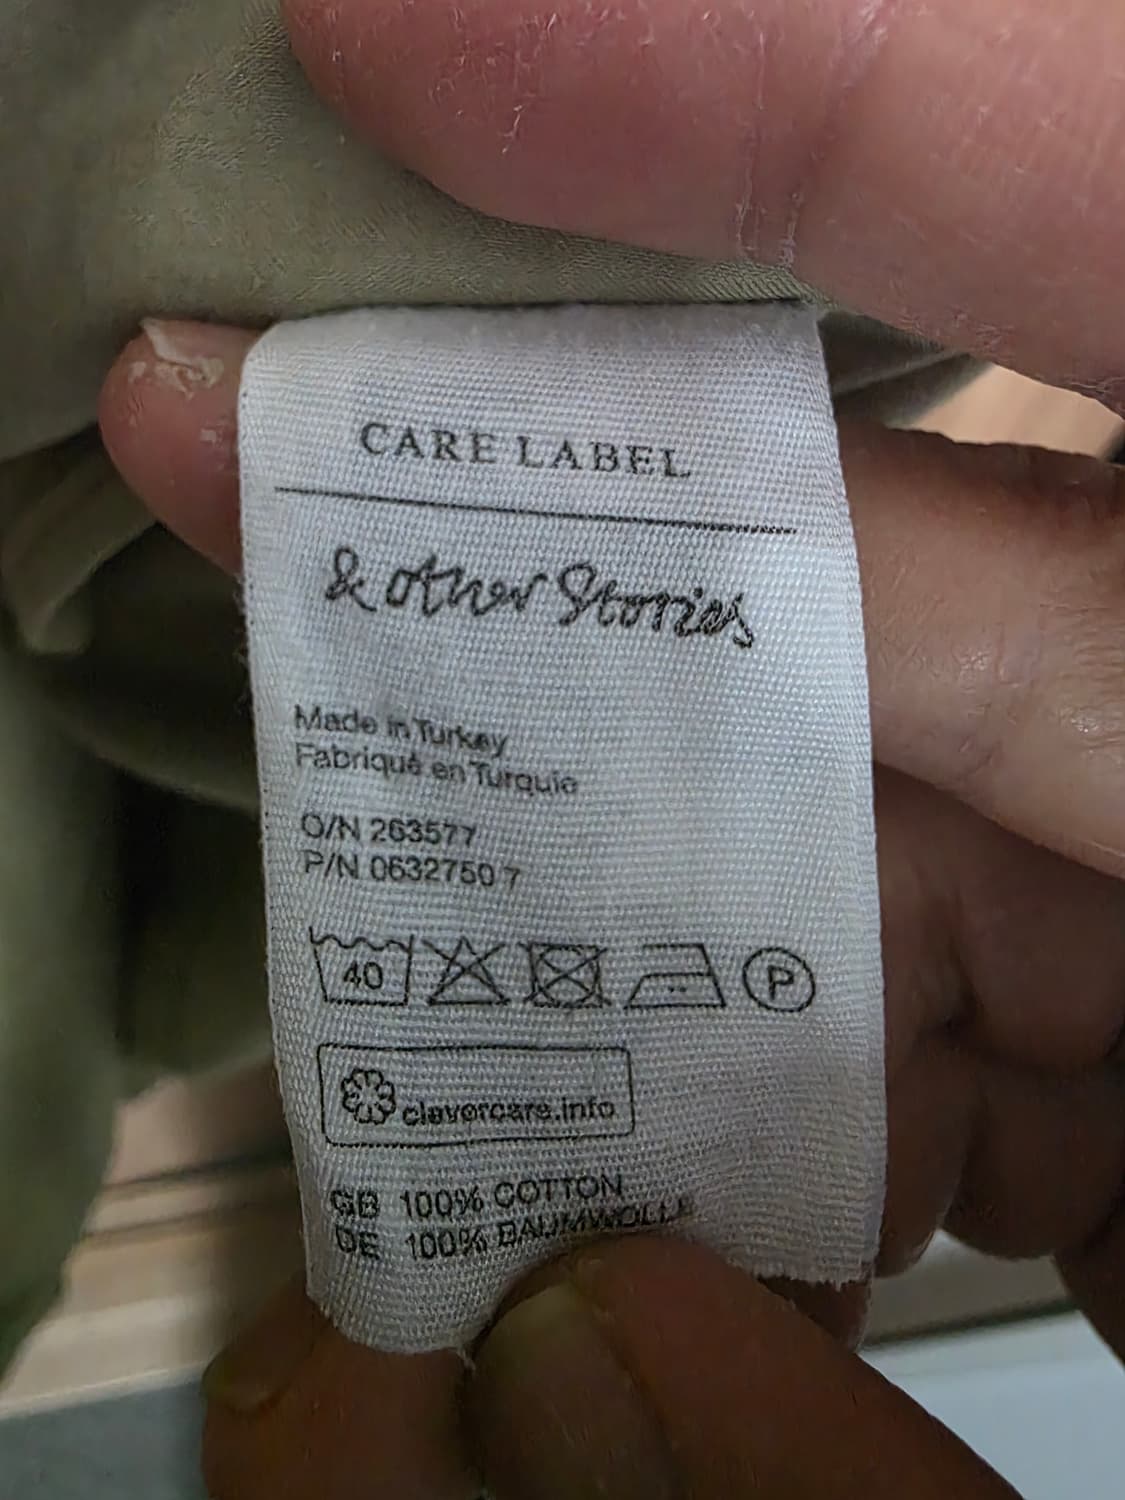 CARE LABEL
& other Stories
Made in Turkey
Fabriqué en Turquie
O/N 263577
P/N 0632750 7
40 P
clevercare.info
GB 100% COTTON
DE 100% BAUMWOLLE